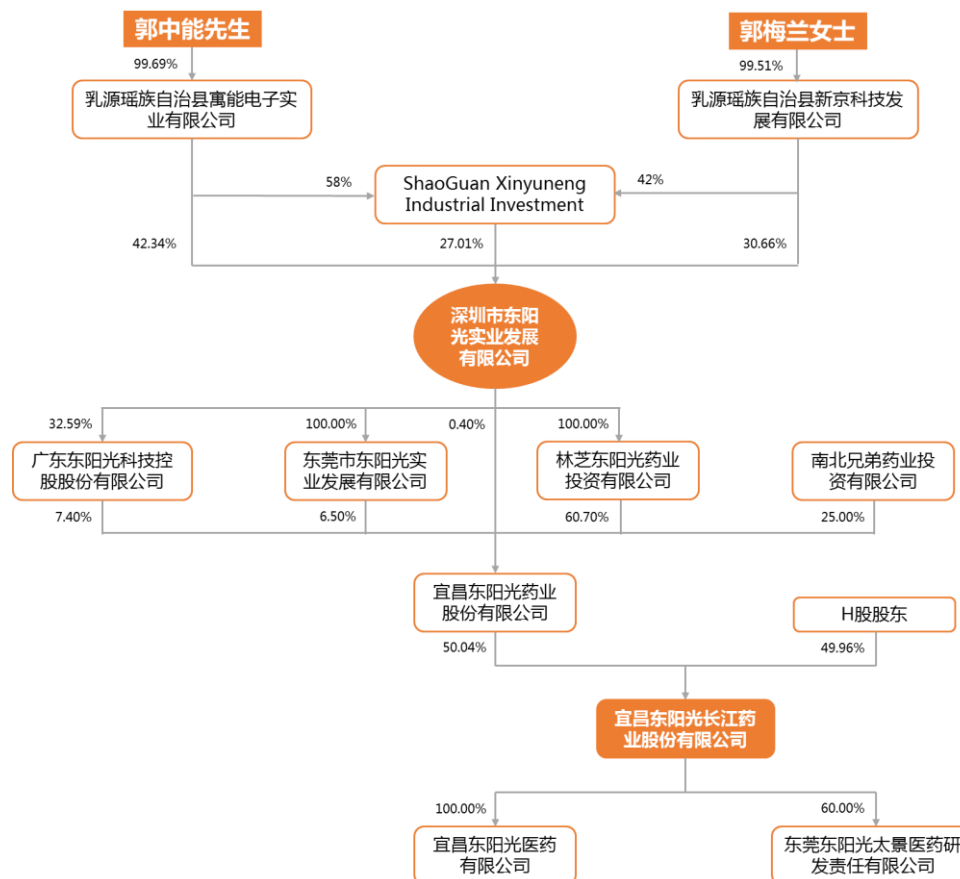 郭中能先生
郭梅兰女士
99.69%
99.51%
乳源瑶族自治县寓能电子实
业有限公司
乳源瑶族自治县新京科技发
展有限公司
58%
ShaoGuan Xinyuneng
Industrial Investment
42%
42.34%
27.01%
30.66%
深圳市东阳
光实业发展
有限公司
32.59%
100.00%
0.40%
100.00%
广东东阳光科技控
股股份有限公司
东莞市东阳光实
业发展有限公司
林芝东阳光药业
投资有限公司
南北兄弟药业投
资有限公司
7.40%
6.50%
60.70%
25.00%
宜昌东阳光药业
股份有限公司
H股股东
50.04%
49.96%
宜昌东阳光长江药
业股份有限公司
100.00%
60.00%
宜昌东阳光医药
有限公司
东莞东阳光太景医药研
发责任有限公司